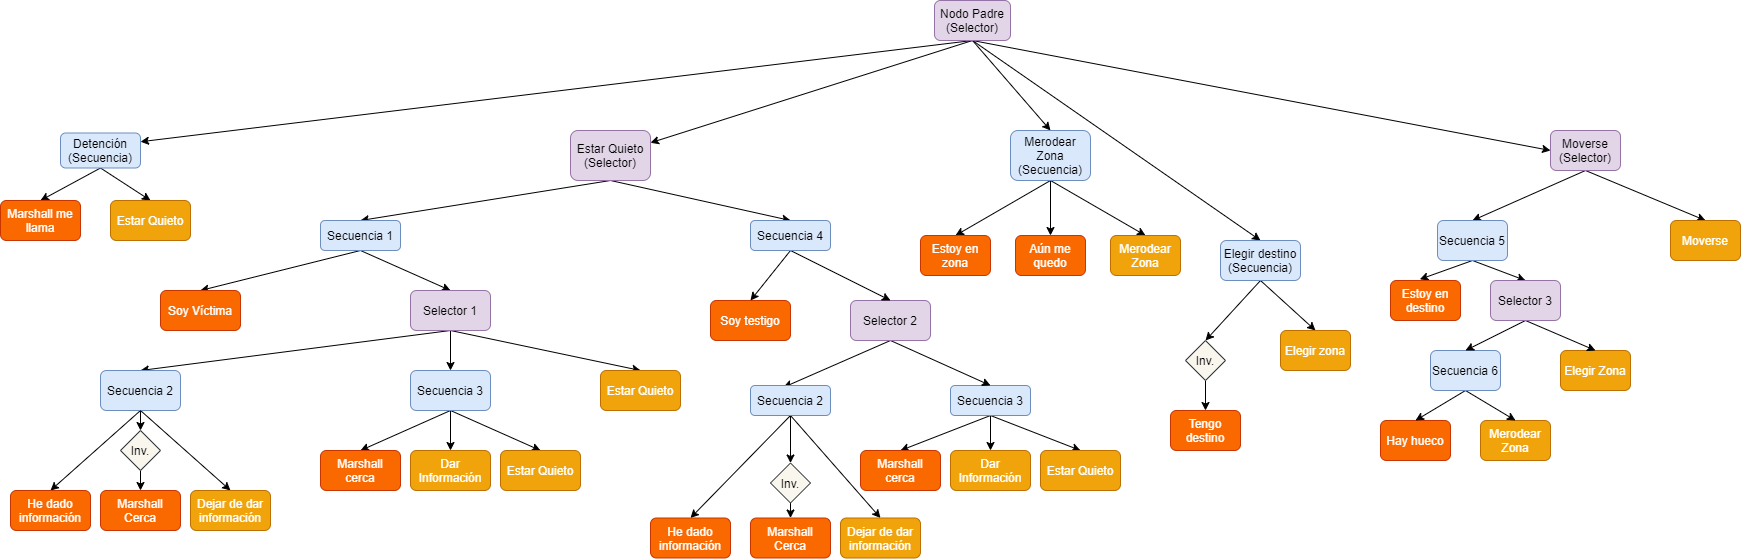 Nodo Padre
(Selector)
Detención
(Secuencia)
Estar Quieto
(Selector)
Merodear
Zona
(Secuencia)
Moverse
(Selector)
Marshall me
llama
Estar Quieto
Secuencia 1
Secuencia 4
Estoy en
zona
Aún me
quedo
Merodear
Zona
Elegir destino
(Secuencia)
Secuencia 5
Moverse
Soy Víctima
Selector 1
Soy testigo
Selector 2
Inv.
Elegir zona
Estoy en
destino
Selector 3
Secuencia 2
Secuencia 3
Estar Quieto
Secuencia 2
Secuencia 3
Tengo
destino
Secuencia 6
Elegir Zona
Inv.
Marshall
cerca
Dar
Información
Estar Quieto
Inv.
Marshall
cerca
Dar
Información
Estar Quieto
Hay hueco
Merodear
Zona
He dado
información
Marshall
Cerca
Dejar de dar
información
He dado
información
Marshall
Cerca
Dejar de dar
información